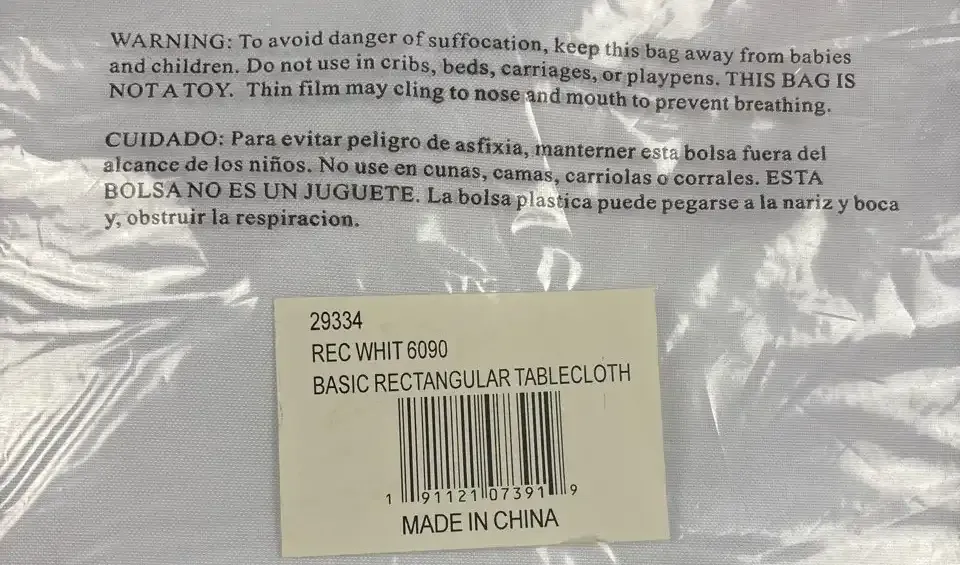 WARNING: To avoid danger of suffocation, keep this bag away from babies
and children. Do not use in cribs, beds, carriages, or playpens. THIS BAG IS
NOT A TOY. Thin film may cling to nose and mouth to prevent breathing.
CUIDADO: Para evitar peligro de asfixia, manterner esta bolsa fuera del
alcance de los niños. No use en cunas, camas, carriolas o corrales. ESTA
BOLSA NO ES UN JUGUETE. La bolsa plastica puede pegarse a la nariz y boca
y, obstruir la respiracion.
29334
REC WHIT 6090
BASIC RECTANGULAR TABLECLOTH
1 91121 07391 9
MADE IN CHINA